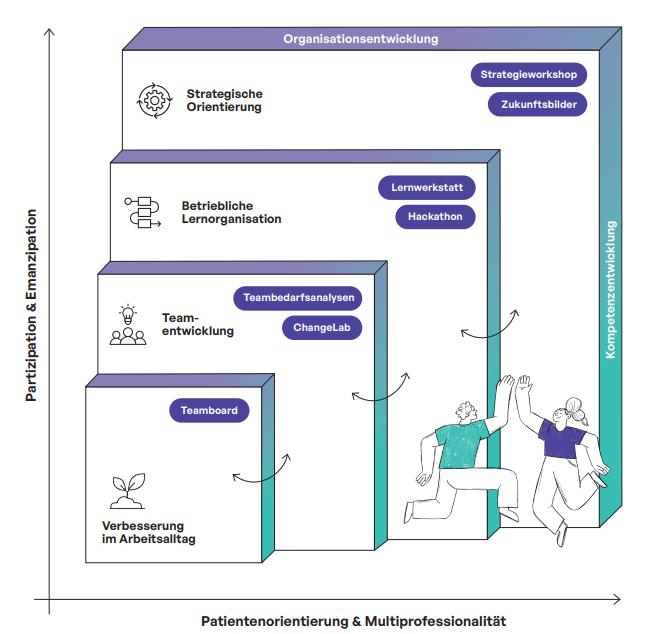 Organisationsentwicklung
Strategische
Orientierung
Strategieworkshop
Zukunftsbilder
Betriebliche
Lernorganisation
Lernwerkstatt
Hackathon
Team-
entwicklung
Teambedarfsanalysen
ChangeLab
Teamboard
Verbesserung
im Arbeitsalltag
Kompetenzentwicklung
Partizipation & Emanzipation
Patientenorientierung & Multiprofessionalität